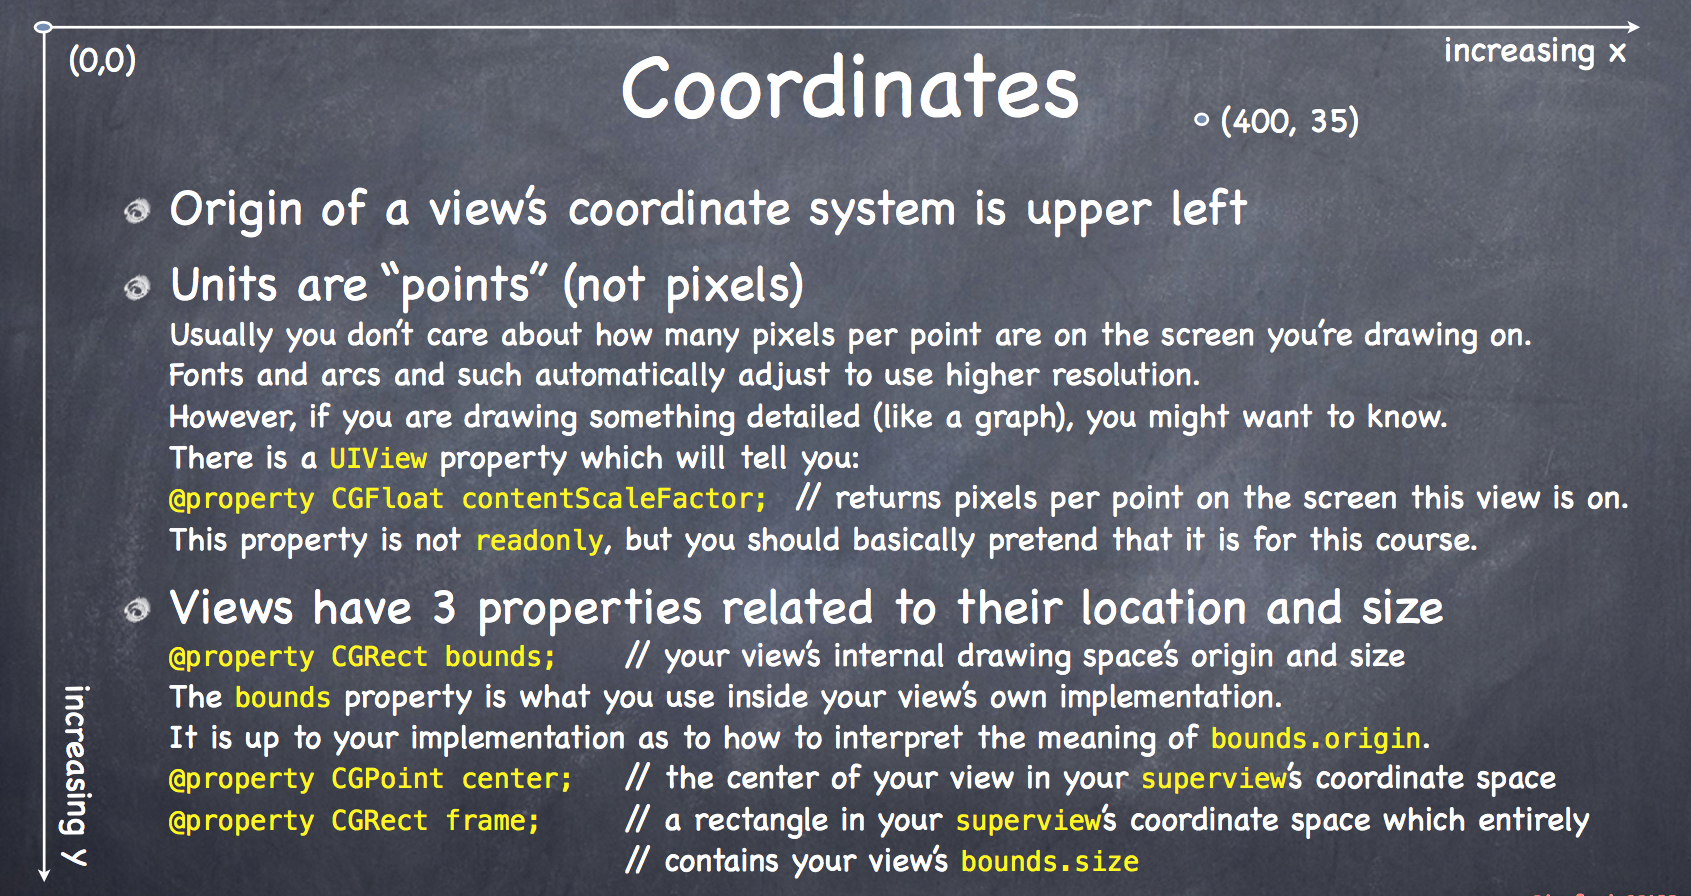 (0,0)
increasing x
Coordinates
(400, 35)
Origin of a view's coordinate system is upper left
Units are “points” (not pixels)
Usually you don't care about how many pixels per point are on the screen you're drawing on.
Fonts and arcs and such automatically adjust to use higher resolution.
However, if you are drawing something detailed (like a graph), you might want to know.
There is a UIView property which will tell you:
@property CGFloat contentScaleFactor; // returns pixels per point on the screen this view is on.
This property is not readonly, but you should basically pretend that it is for this course.
Views have 3 properties related to their location and size
@property CGRect bounds; // your view's internal drawing space's origin and size
The bounds property is what you use inside your view's own implementation.
It is up to your implementation as to how to interpret the meaning of bounds.origin.
@property CGPoint center; // the center of your view in your superview's coordinate space
@property CGRect frame; // a rectangle in your superview's coordinate space which entirely
// contains your view's bounds.size
increasing y